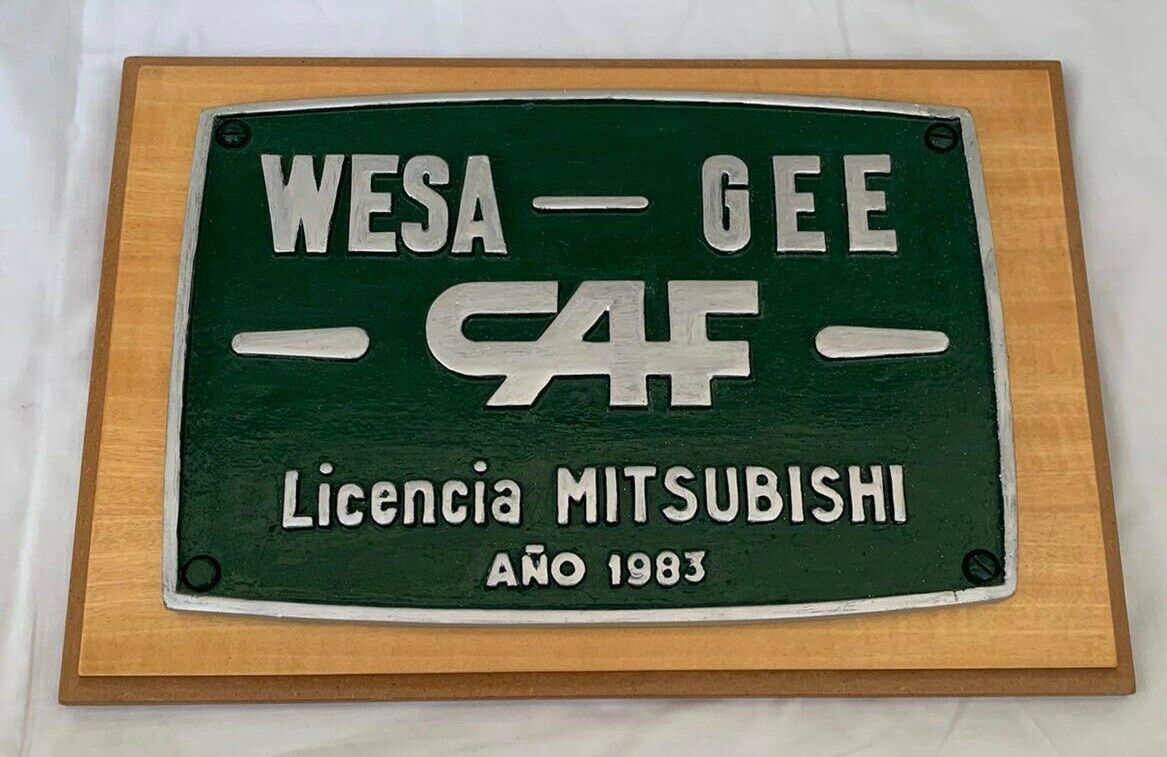 WESA — GEE
— CAF —
Licencia MITSUBISHI
AÑO 1983